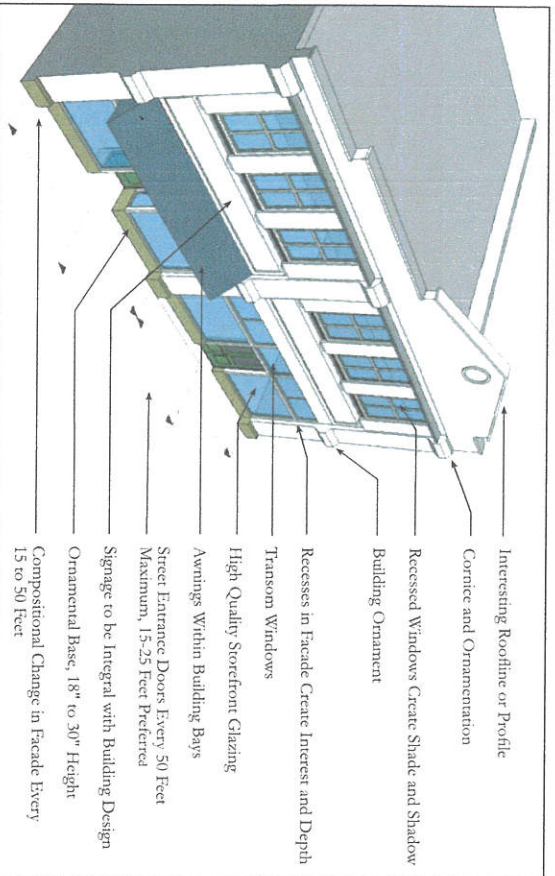 Interesting Roofline or Profile
Cornice and Ornamentation
Recessed Windows Create Shade and Shadow
Building Ornament
Recesses in Facade Create Interest and Depth
Transom Windows
High Quality Storefront Glazing
Awnings Within Building Bays
Street Entrance Doors Every 50 Feet
Maximum, 15-25 Feet Preferred
Signage to be Integral with Building Design
Ornamental Base, 18" to 30" Height
Compositional Change in Facade Every
15 to 50 Feet